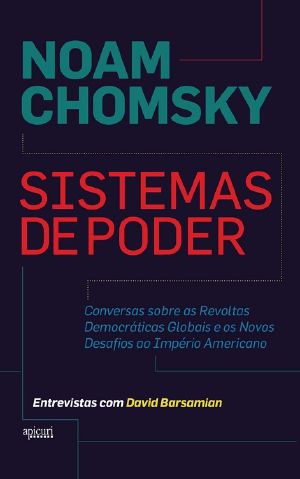 NOAM
CHOMSKY
SISTEMAS
DE PODER
Conversas sobre as Revoltas
Democráticas Globais e os Novos
Desafios ao Império Americano
Entrevistas com David Barsamian
apicuri